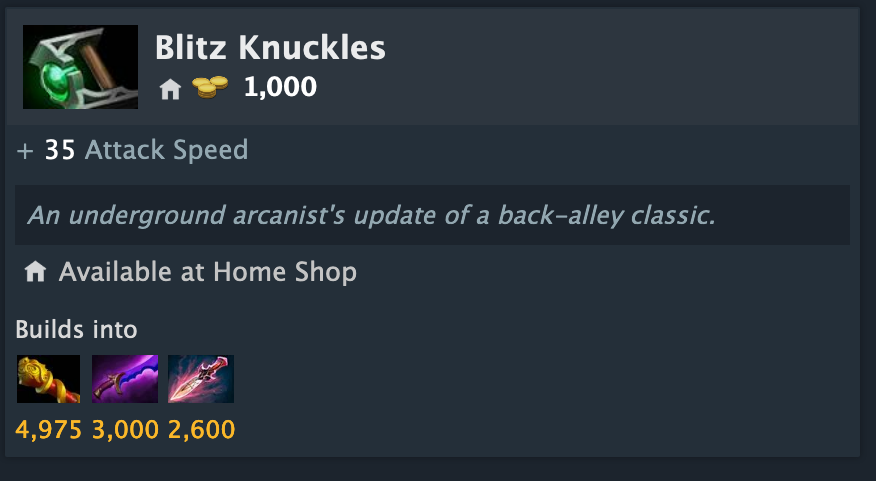 Blitz Knuckles
1,000
+ 35 Attack Speed
An underground arcanist's update of a back-alley classic.
Available at Home Shop
Builds into
4,975 3,000 2,600